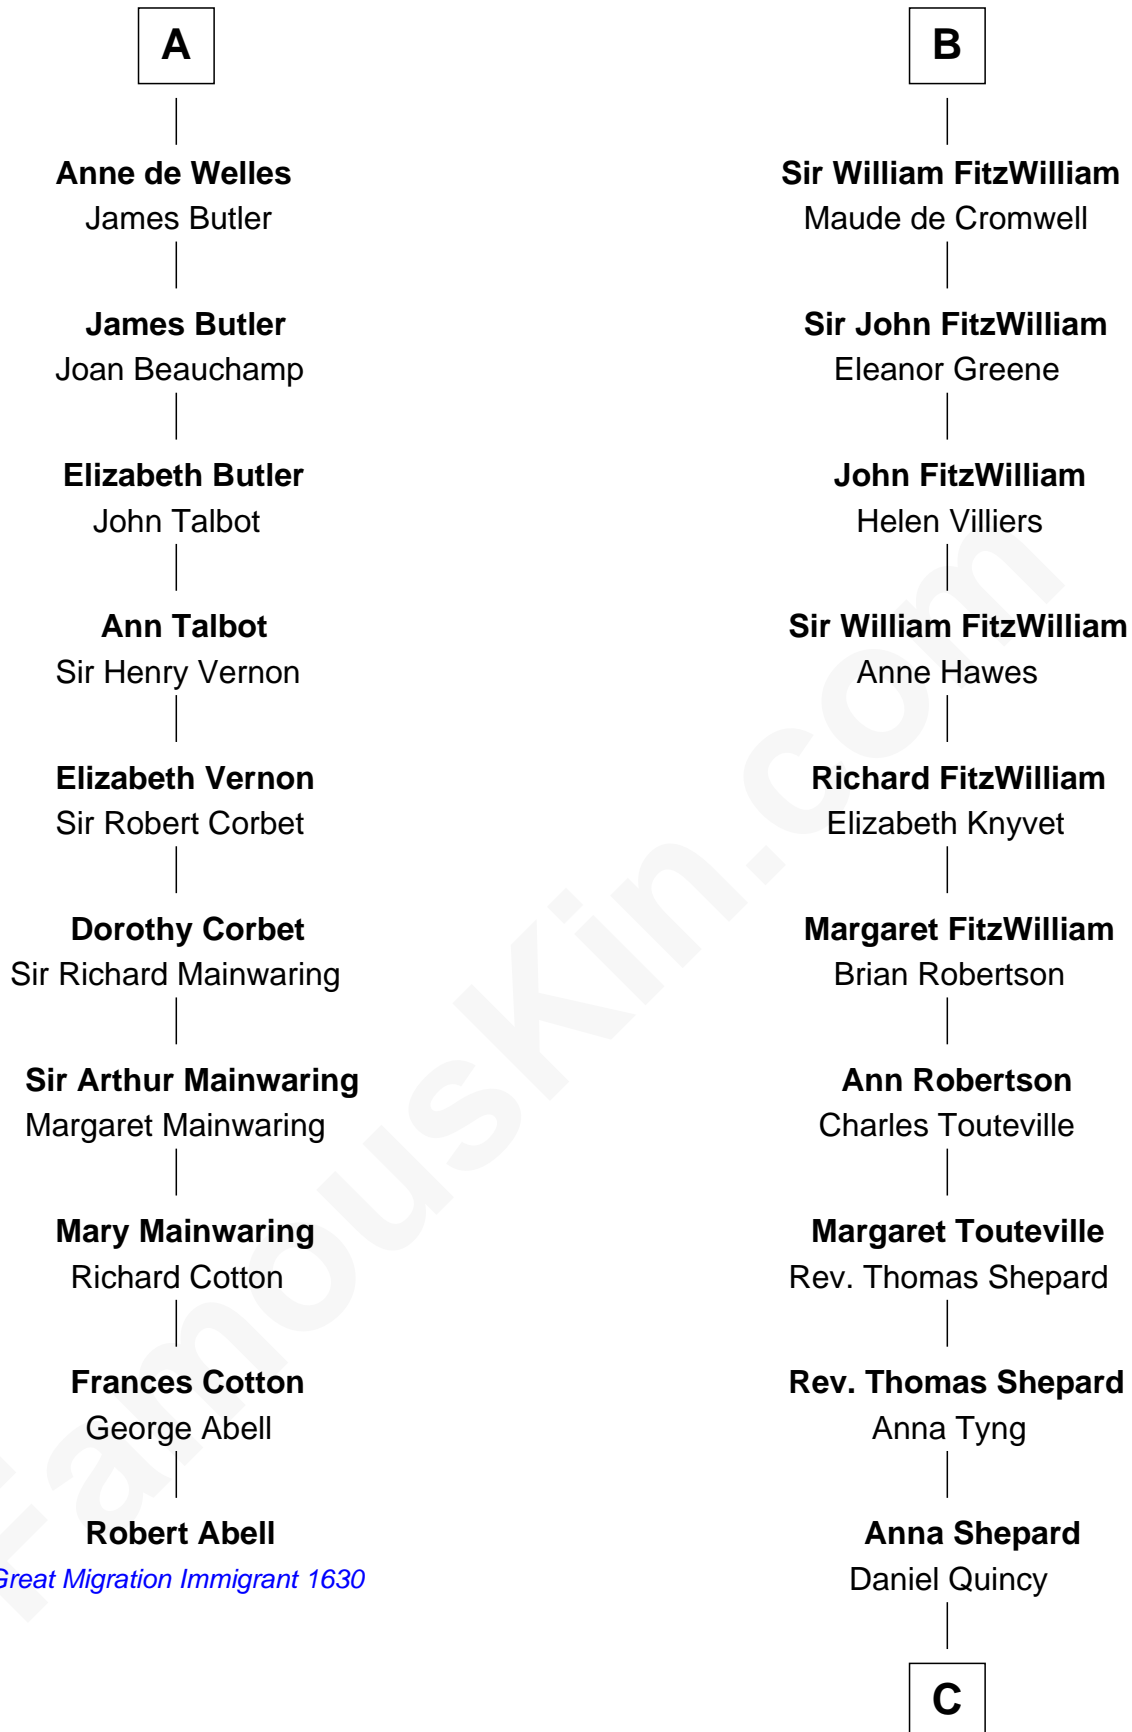 A
Anne de Welles
James Butler
James Butler
Joan Beauchamp
Elizabeth Butler
John Talbot
Ann Talbot
Sir Henry Vernon
Elizabeth Vernon
Sir Robert Corbet
Dorothy Corbet
Sir Richard Mainwaring
Sir Arthur Mainwaring
Margaret Mainwaring
Mary Mainwaring
Richard Cotton
Frances Cotton
George Abell
Robert Abell
Great Migration Immigrant 1630
B
Sir William FitzWilliam
Maude de Cromwell
Sir John FitzWilliam
Eleanor Greene
John FitzWilliam
Helen Villiers
Sir William FitzWilliam
Anne Hawes
Richard FitzWilliam
Elizabeth Knyvet
Margaret FitzWilliam
Brian Robertson
Ann Robertson
Charles Touteville
Margaret Touteville
Rev. Thomas Shepard
Rev. Thomas Shepard
Anna Tyng
Anna Shepard
Daniel Quincy
C
FamousKin.com